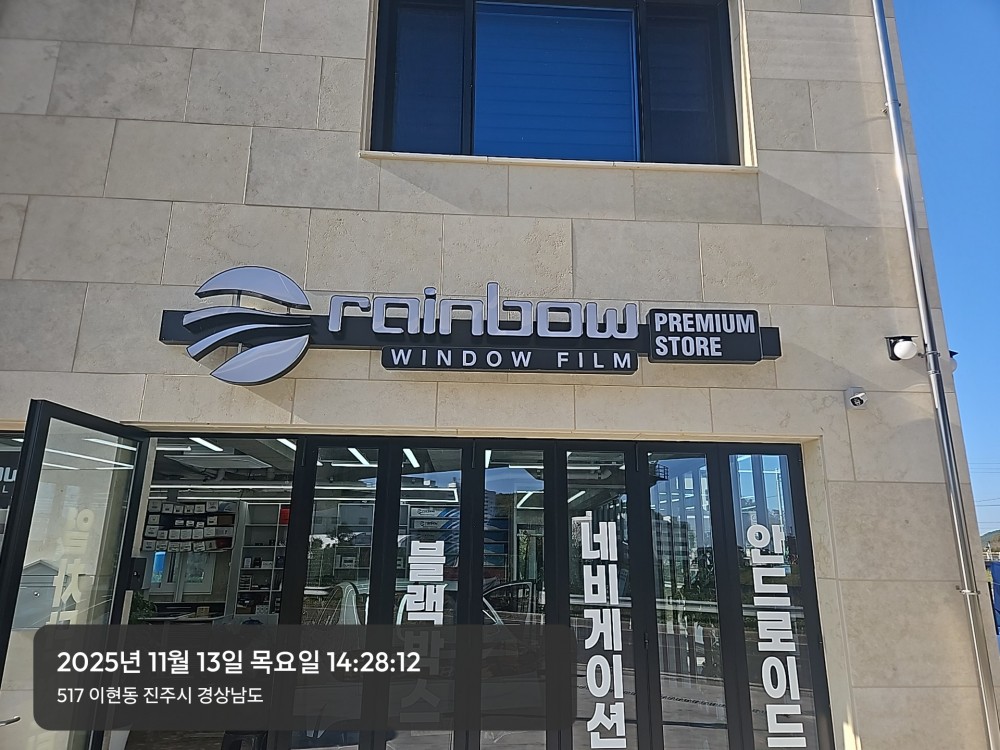 rainbow
WINDOW FILM
PREMIUM
STORE
블랙박스
네비게이션
안드로이드
2025년 11월 13일 목요일 14:28:12
517 이현동 진주시 경상남도